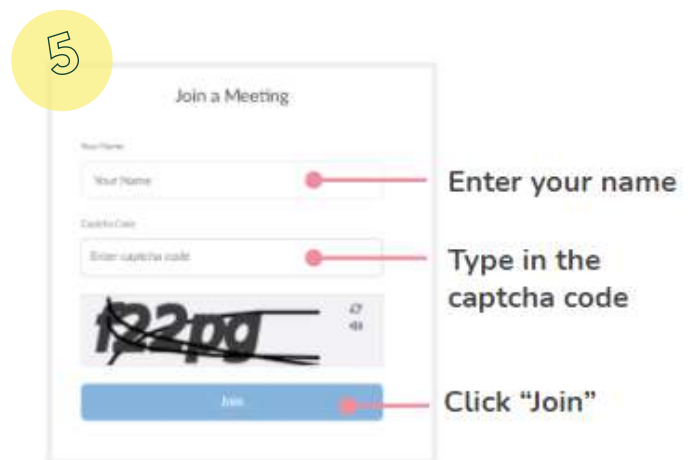 5
Join a Meeting
Your Name
Your Name
Enter your name
Captcha Code
Enter captcha code
Type in the
captcha code
f22pg
Join
Click “Join”